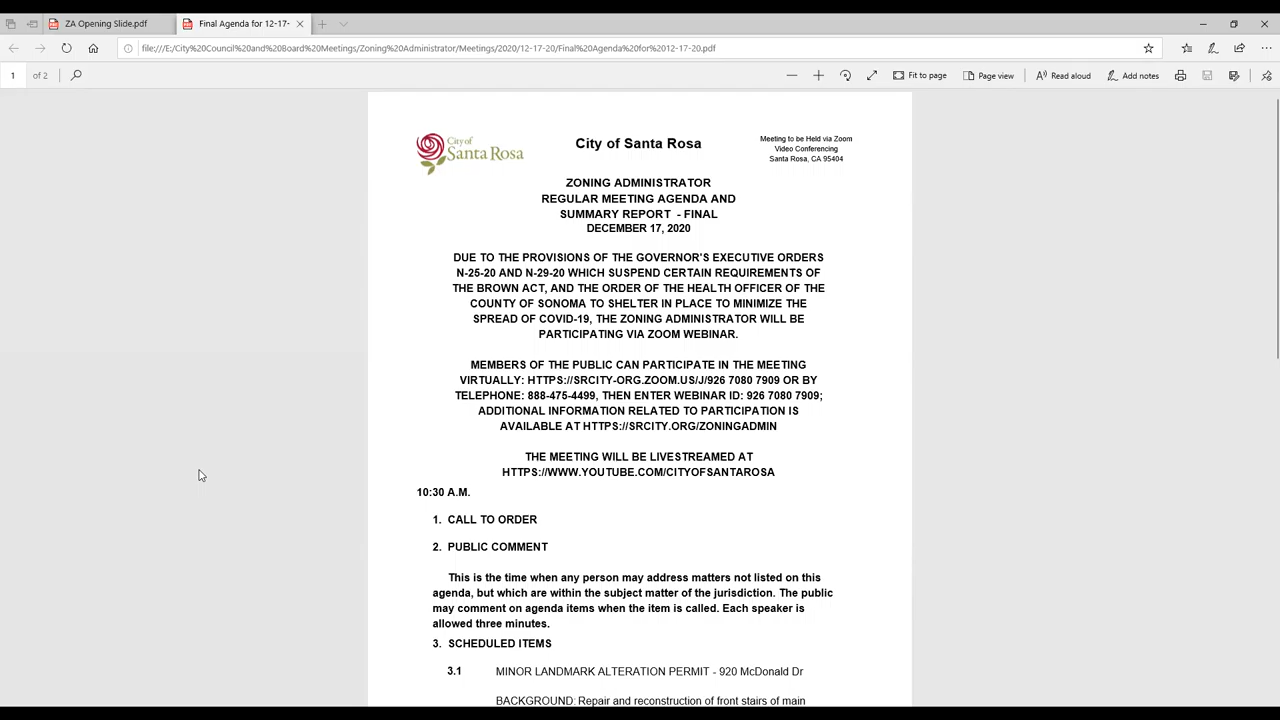 ZA Opening Slide.pdf
Final Agenda for 12-17-
file:///E:/City%20Council%20and%20Board%20Meetings/Zoning%20Administrator/Meetings/2020/12-17-20/Final%20Agenda%20for%2012-17-20.pdf
1 of 2
Fit to page
Page view
Read aloud
Add notes
City of
Santa Rosa
City of Santa Rosa
Meeting to be Held via Zoom
Video Conferencing
Santa Rosa, CA 95404
ZONING ADMINISTRATOR
REGULAR MEETING AGENDA AND
SUMMARY REPORT - FINAL
DECEMBER 17, 2020
DUE TO THE PROVISIONS OF THE GOVERNOR'S EXECUTIVE ORDERS
N-25-20 AND N-29-20 WHICH SUSPEND CERTAIN REQUIREMENTS OF
THE BROWN ACT, AND THE ORDER OF THE HEALTH OFFICER OF THE
COUNTY OF SONOMA TO SHELTER IN PLACE TO MINIMIZE THE
SPREAD OF COVID-19, THE ZONING ADMINISTRATOR WILL BE
PARTICIPATING VIA ZOOM WEBINAR.
MEMBERS OF THE PUBLIC CAN PARTICIPATE IN THE MEETING
VIRTUALLY: HTTPS://SRCITY-ORG.ZOOM.US/J/926 7080 7909 OR BY
TELEPHONE: 888-475-4499, THEN ENTER WEBINAR ID: 926 7080 7909;
ADDITIONAL INFORMATION RELATED TO PARTICIPATION IS
AVAILABLE AT HTTPS://SRCITY.ORG/ZONINGADMIN
THE MEETING WILL BE LIVESTREAMED AT
HTTPS://WWW.YOUTUBE.COM/CITYOFSANTAROSA
10:30 A.M.
1. CALL TO ORDER
2. PUBLIC COMMENT
This is the time when any person may address matters not listed on this
agenda, but which are within the subject matter of the jurisdiction. The public
may comment on agenda items when the item is called. Each speaker is
allowed three minutes.
3. SCHEDULED ITEMS
3.1 MINOR LANDMARK ALTERATION PERMIT - 920 McDonald Dr
BACKGROUND: Repair and reconstruction of front stairs of main